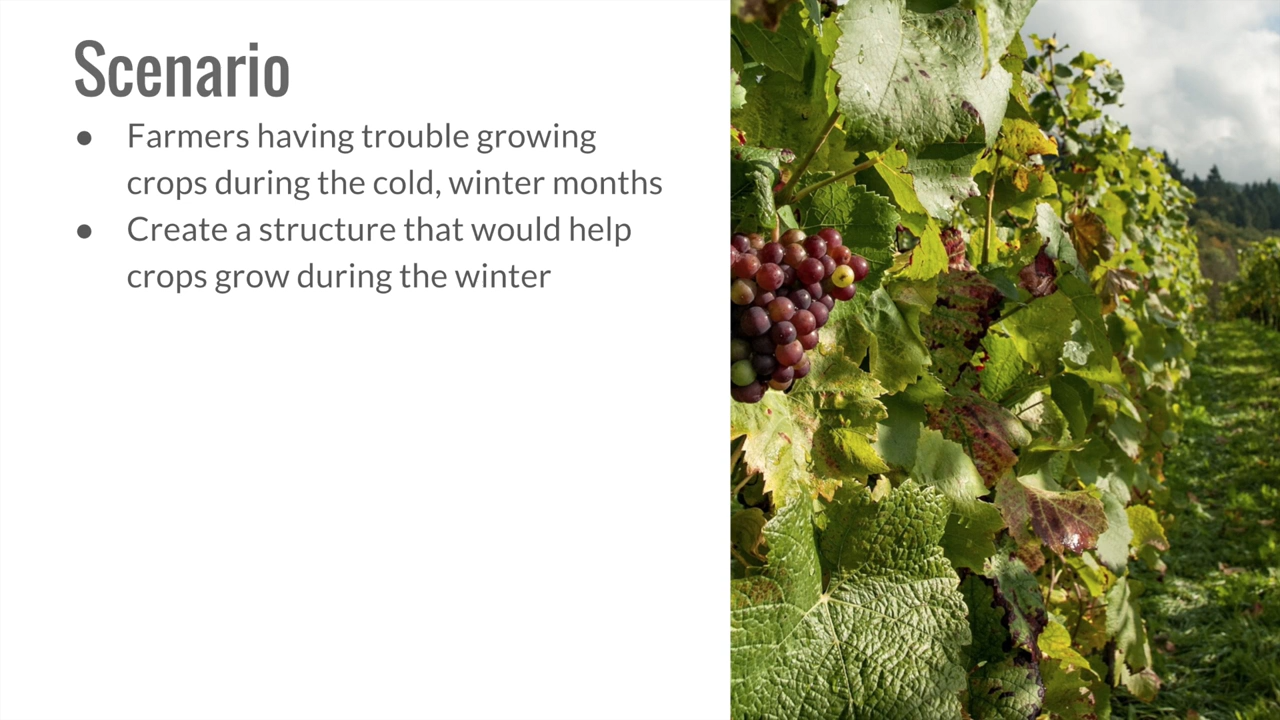 Scenario
● Farmers having trouble growing
crops during the cold, winter months
● Create a structure that would help
crops grow during the winter